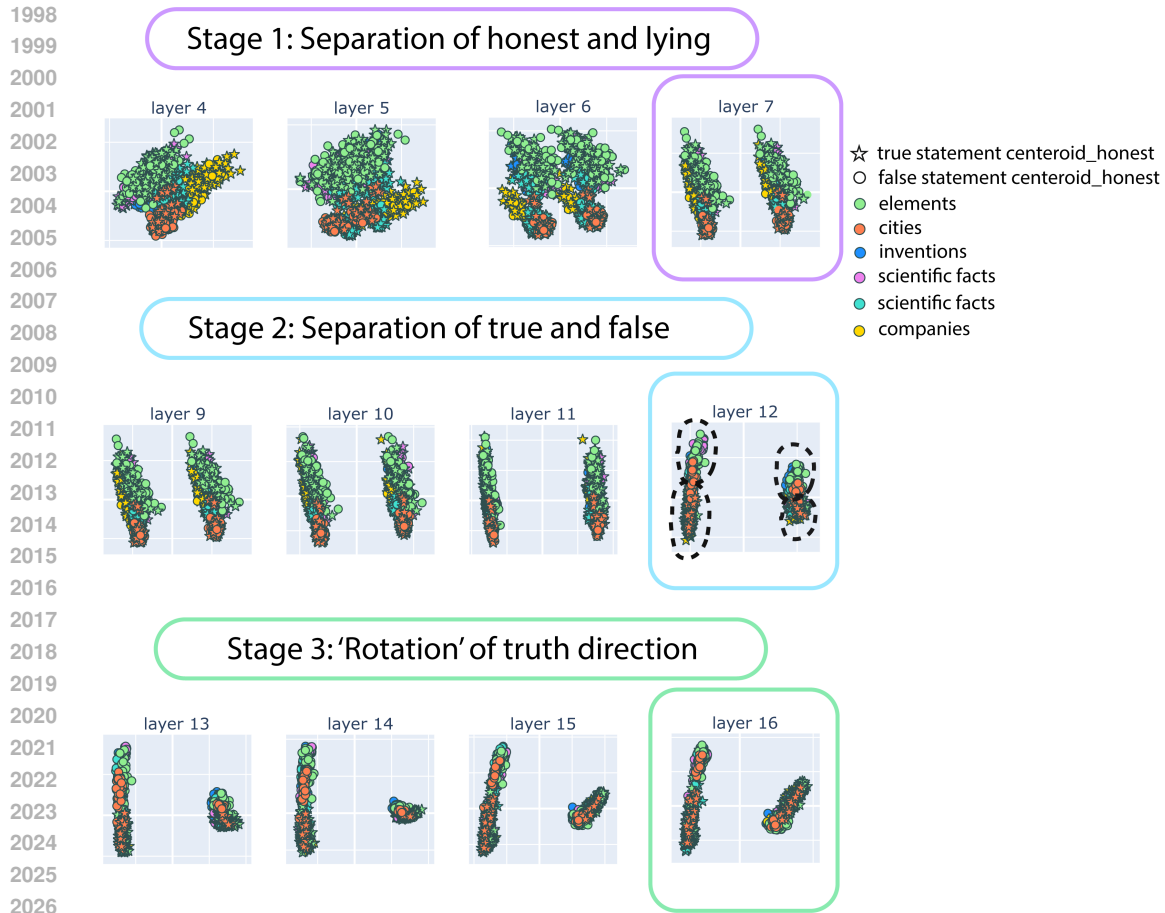 1998
Stage 1: Separation of honest and lying
1999
2000
2001
layer 4
layer 5
layer 6
layer 7
2002
2003
☆ true statement centeroid_honest
○ false statement centeroid_honest
2004
elements
cities
2005
inventions
2006
scientific facts
2007
scientific facts
2008
Stage 2: Separation of true and false
companies
2009
2010
2011
layer 9
layer 10
layer 11
layer 12
2012
2013
2014
2015
2016
2017
2018
Stage 3: ‘Rotation’ of truth direction
2019
2020
2021
layer 13
layer 14
layer 15
layer 16
2022
2023
2024
2025
2026